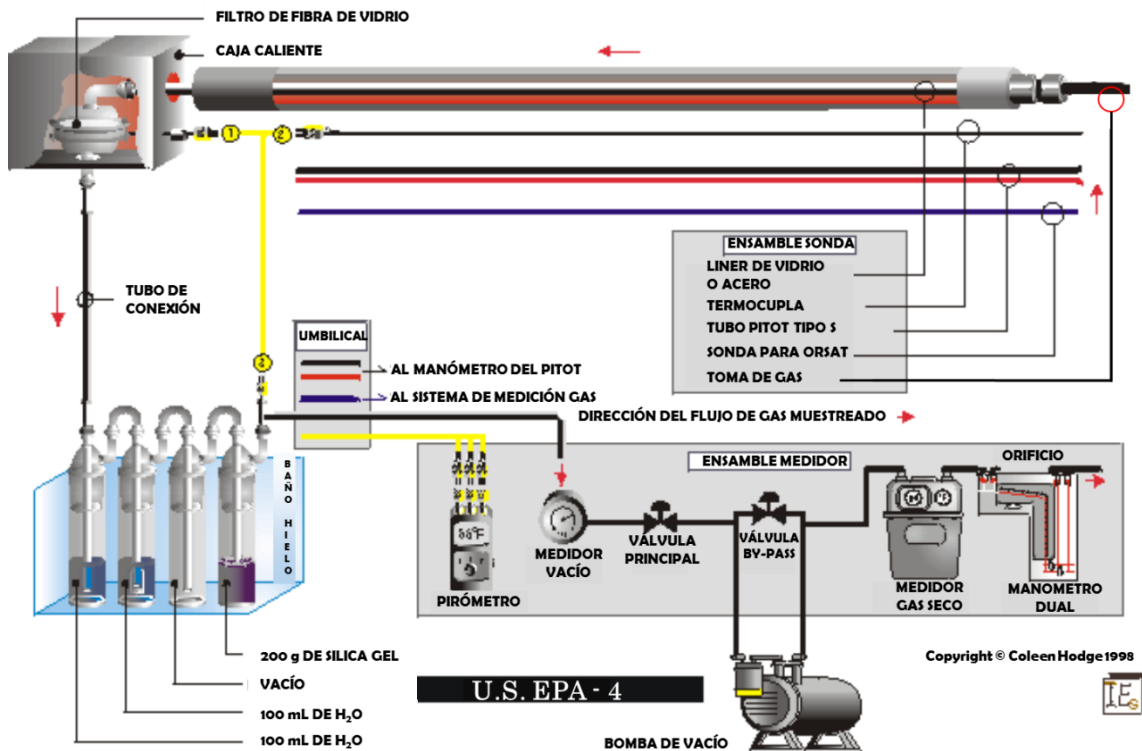 FILTRO DE FIBRA DE VIDRIO
CAJA CALIENTE
1
2
TUBO DE
CONEXIÓN
ENSAMBLE SONDA
LINER DE VIDRIO
O ACERO
TERMOCUPLA
TUBO PITOT TIPO S
SONDA PARA ORSAT
TOMA DE GAS
UMBILICAL
AL MANÓMETRO DEL PITOT
AL SISTEMA DE MEDICIÓN GAS
DIRECCIÓN DEL FLUJO DE GAS MUESTREADO
BAÑO HIELO
ENSAMBLE MEDIDOR
ORIFICIO
MEDIDOR
VACÍO
VÁLVULA
PRINCIPAL
VÁLVULA
BY-PASS
PIRÓMETRO
MEDIDOR
GAS SECO
MANOMETRO
DUAL
200 g DE SILICA GEL
VACÍO
100 mL DE H₂O
100 mL DE H₂O
U.S. EPA - 4
BOMBA DE VACÍO
Copyright © Coleen Hodge 1998